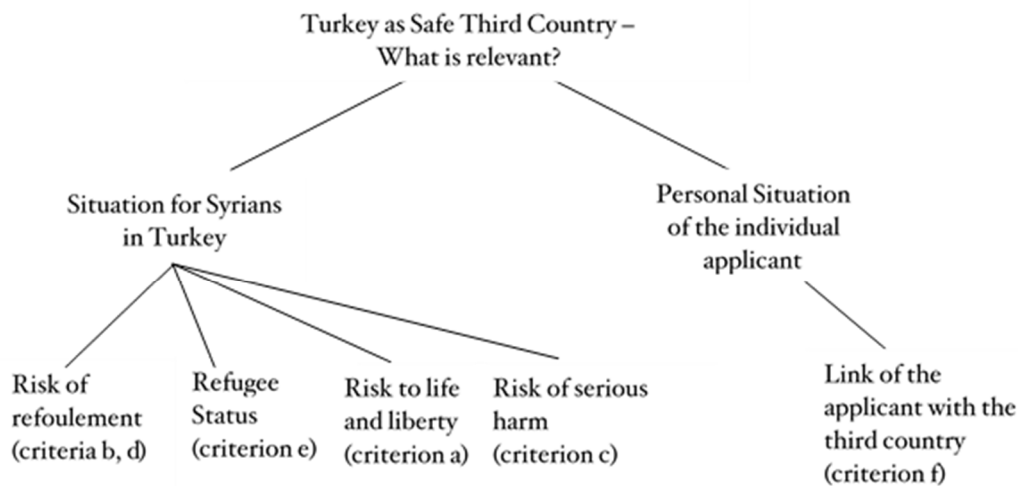 Turkey as Safe Third Country –
What is relevant?
Situation for Syrians
in Turkey
Personal Situation
of the individual
applicant
Risk of
refoulement
(criteria b, d)
Refugee
Status
(criterion e)
Risk to life
and liberty
(criterion a)
Risk of serious
harm
(criterion c)
Link of the
applicant with the
third country
(criterion f)